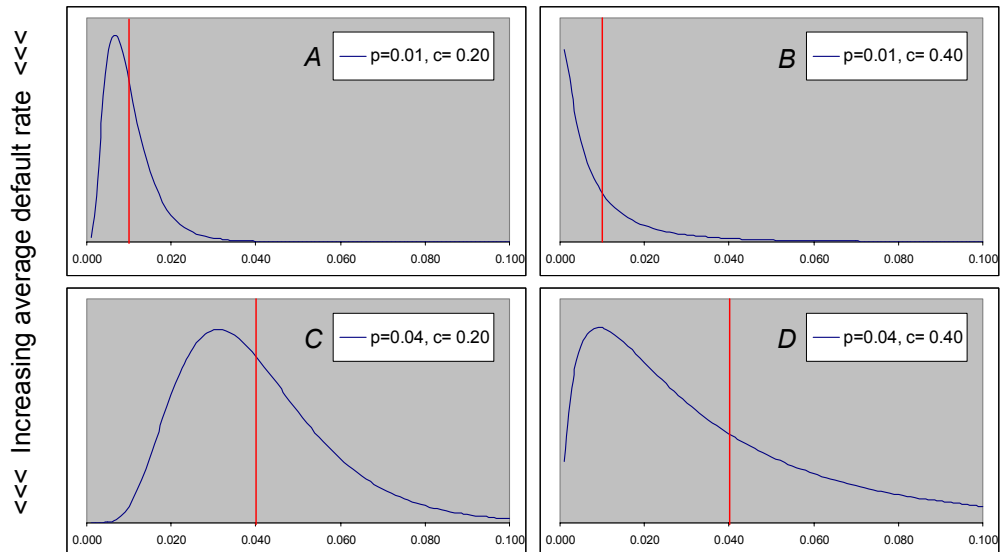 <<< Increasing average default rate <<<
A
p=0.01, c= 0.20
0.000 0.020 0.040 0.060 0.080 0.100
B
p=0.01, c= 0.40
0.000 0.020 0.040 0.060 0.080 0.100
C
p=0.04, c= 0.20
0.000 0.020 0.040 0.060 0.080 0.100
D
p=0.04, c= 0.40
0.000 0.020 0.040 0.060 0.080 0.100